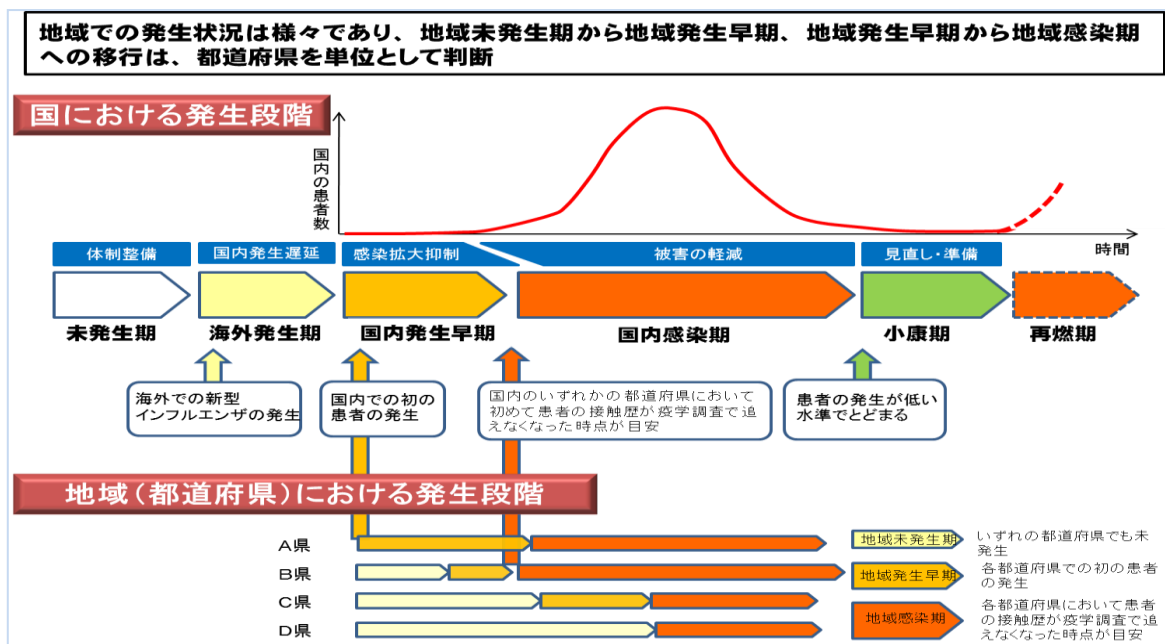 地域での発生状況は様々であり、地域未発生期から地域発生早期、地域発生早期から地域感染期
への移行は、都道府県を単位として判断
国における発生段階
国内の患者数
時間
体制整備
国内発生遅延
感染拡大抑制
被害の軽減
見直し・準備
未発生期
海外発生期
国内発生早期
国内感染期
小康期
再燃期
海外での新型
インフルエンザの発生
国内での初の
患者の発生
国内のいずれかの都道府県において
初めて患者の接触歴が疫学調査で追
えなくなった時点が目安
患者の発生が低い
水準でとどまる
地域(都道府県)における発生段階
A県
B県
C県
D県
地域未発生期
いずれの都道府県でも未
発生
地域発生早期
各都道府県での初の患者
の発生
地域感染期
各都道府県において患者
の接触歴が疫学調査で追
えなくなった時点が目安